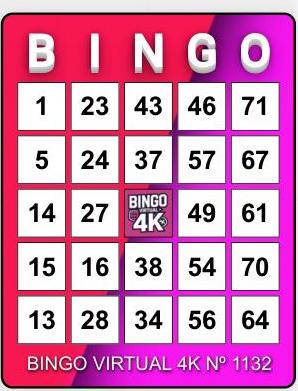 B I N G O
1 23 43 46 71
5 24 37 57 67
14 27 BINGO VIRTUAL 4K 49 61
15 16 38 54 70
13 28 34 56 64
BINGO VIRTUAL 4K Nº 1132